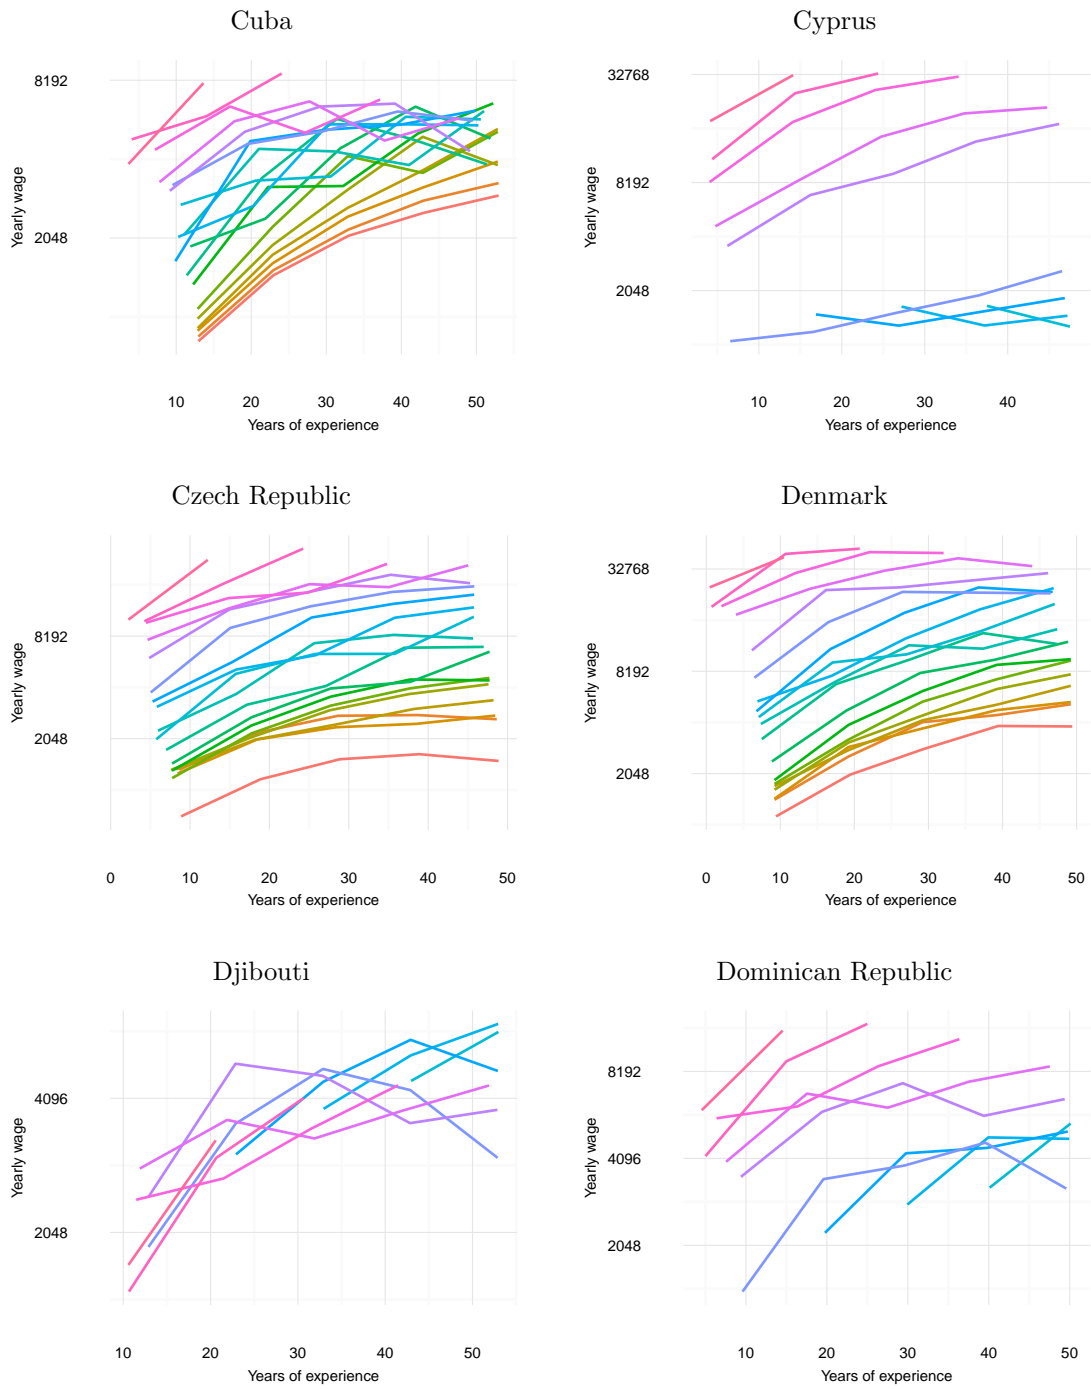 Cuba
8192
2048
Yearly wage
10 20 30 40 50
Years of experience
Cyprus
32768
8192
2048
Yearly wage
10 20 30 40
Years of experience
Czech Republic
8192
2048
Yearly wage
0 10 20 30 40 50
Years of experience
Denmark
32768
8192
2048
Yearly wage
0 10 20 30 40 50
Years of experience
Djibouti
4096
2048
Yearly wage
10 20 30 40 50
Years of experience
Dominican Republic
8192
4096
2048
Yearly wage
10 20 30 40 50
Years of experience